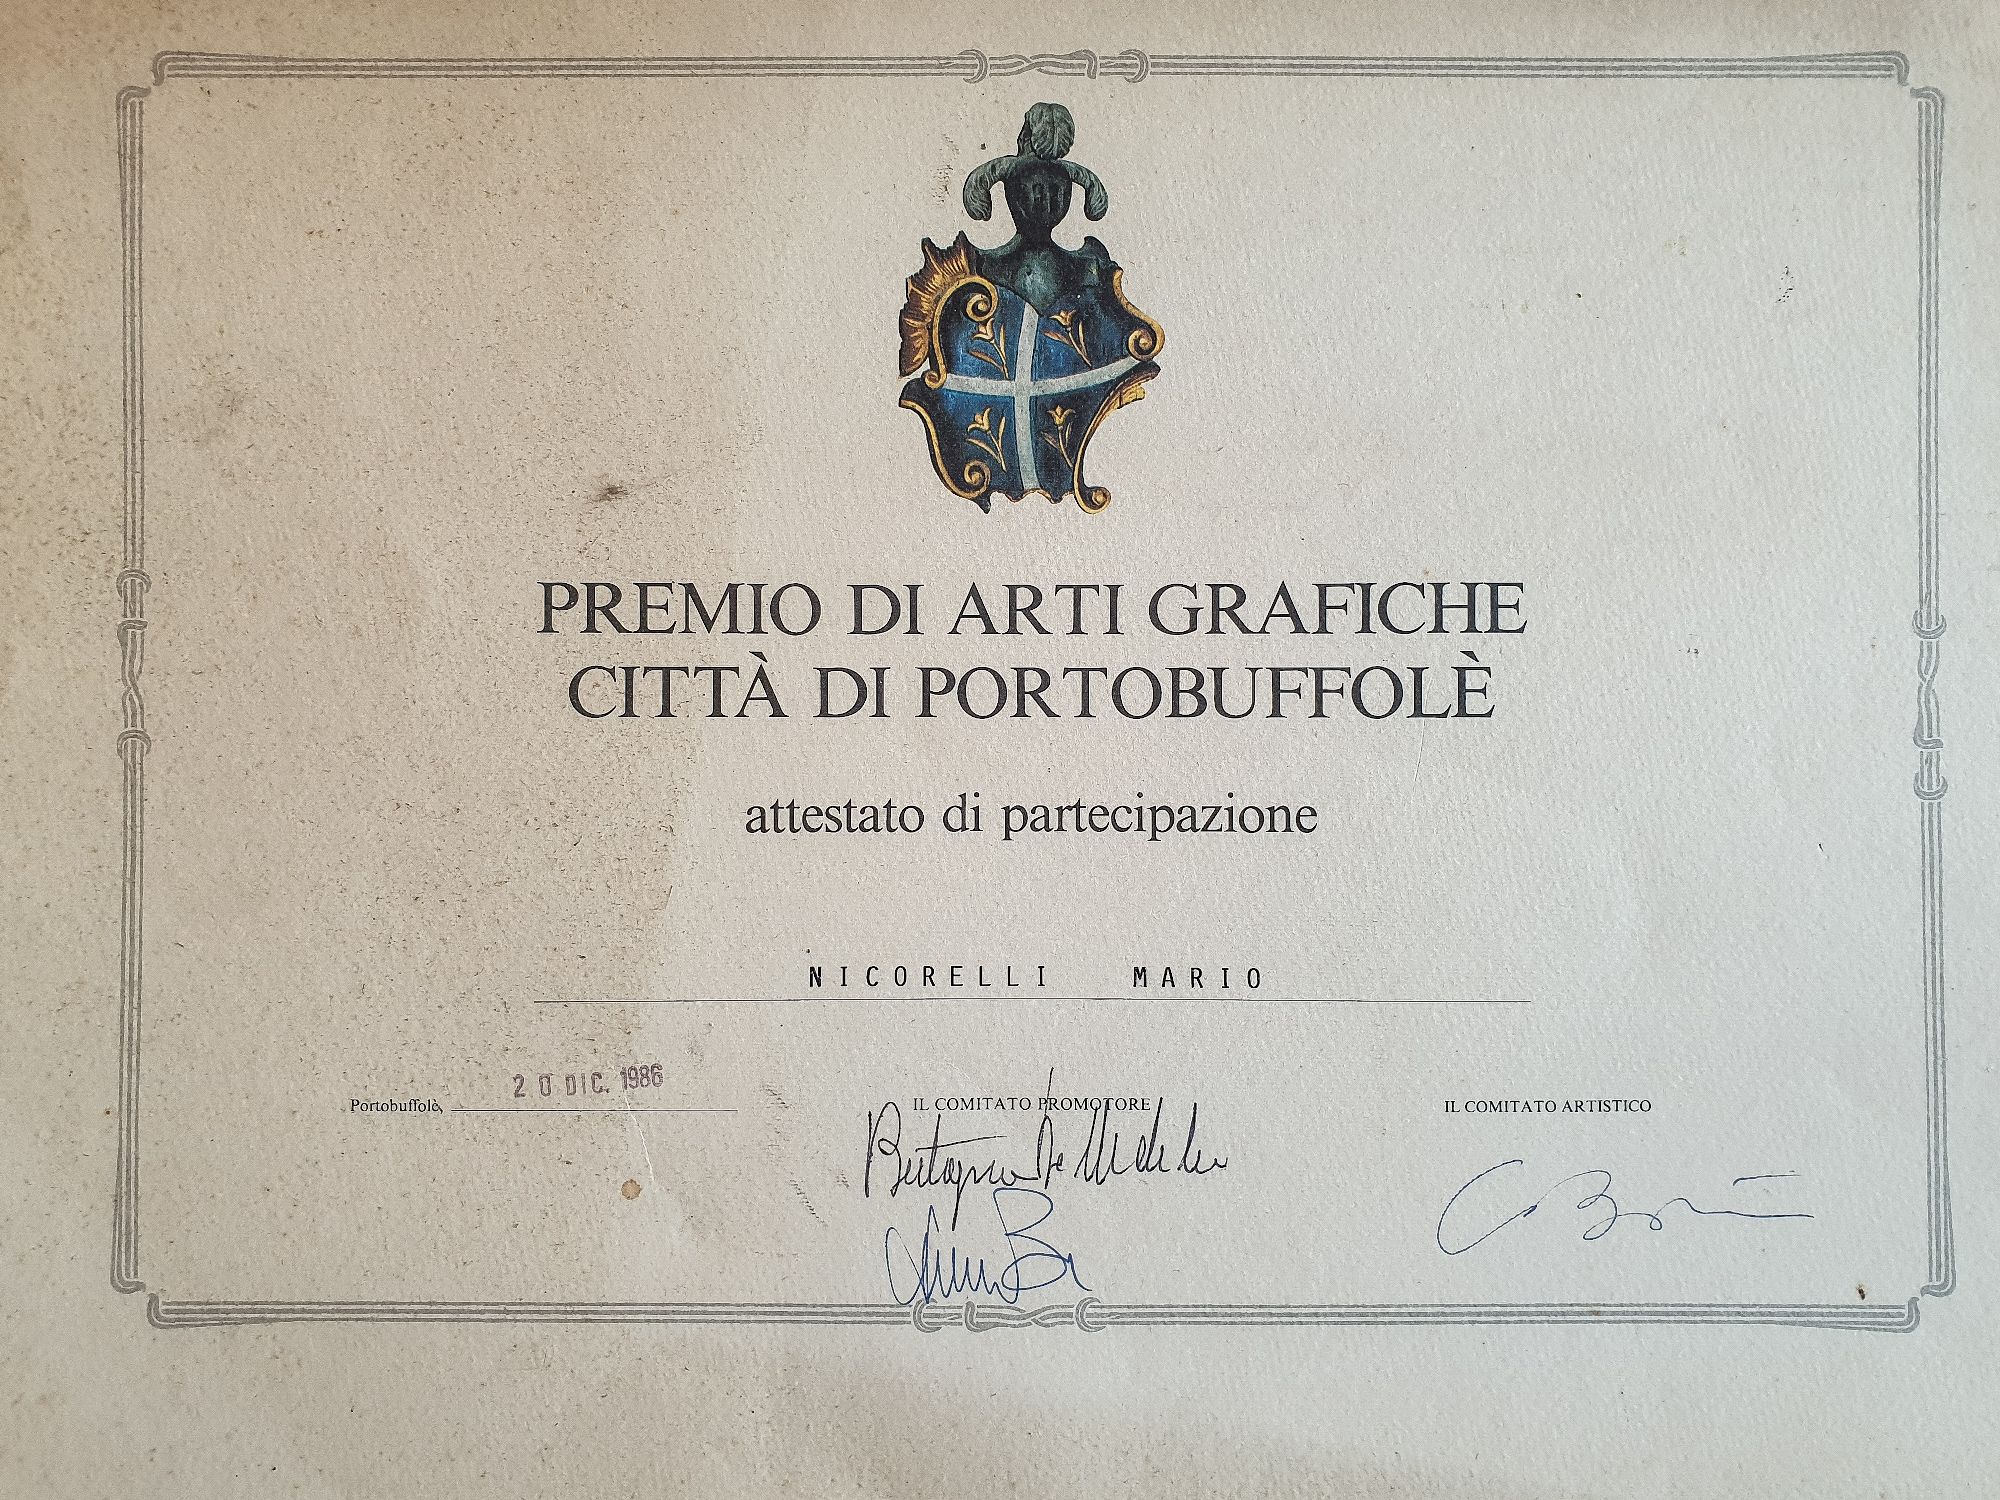 PREMIO DI ARTI GRAFICHE
CITTÀ DI PORTOBUFFOLÈ
attestato di partecipazione
NICORELLI MARIO
Portobuffolè, 20 DIC. 1986
IL COMITATO PROMOTORE
IL COMITATO ARTISTICO